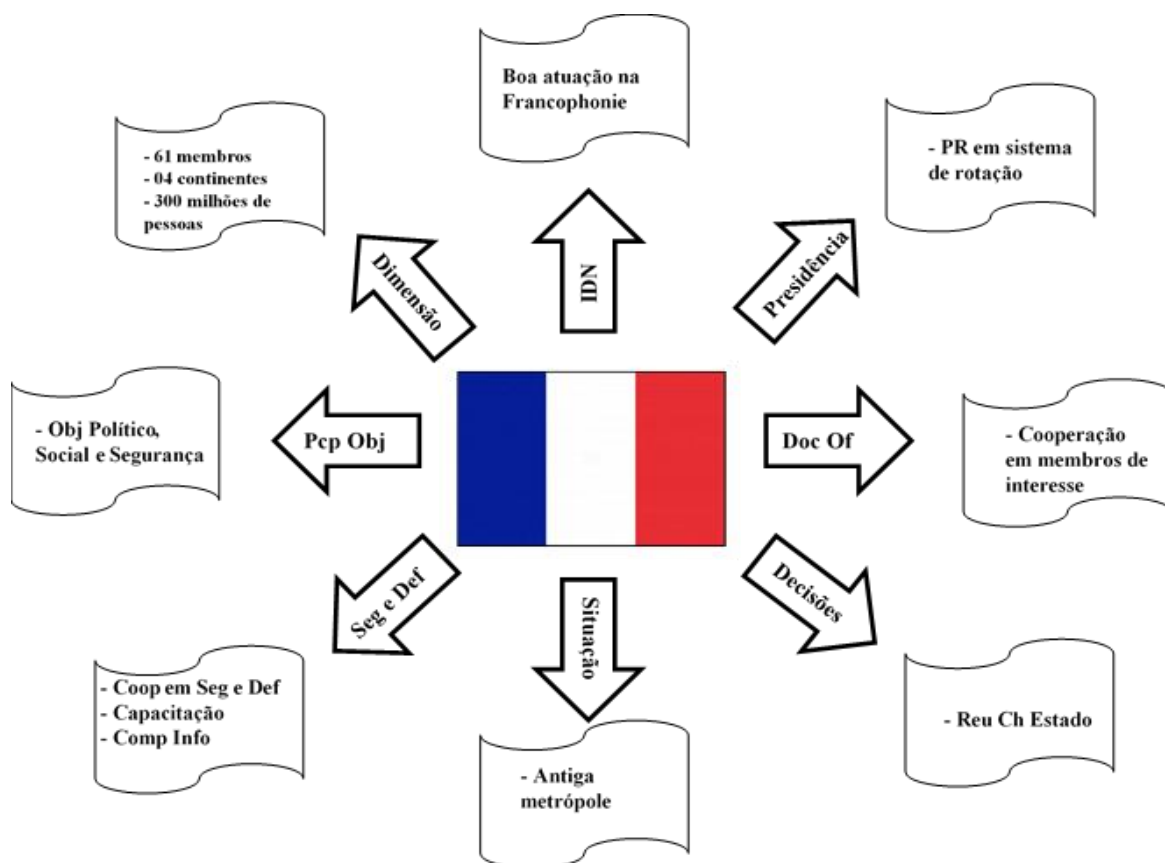 Boa atuação na
Francophonie
- 61 membros
- 04 continentes
- 300 milhões de
pessoas
- PR em sistema
de rotação
Dimensão
IDN
Presidência
- Obj Político,
Social e Segurança
Pcp Obj
Doc Of
- Cooperação
em membros de
interesse
Seg e Def
Situação
Decisões
- Coop em Seg e Def
- Capacitação
- Comp Info
- Antiga
metrópole
- Reu Ch Estado